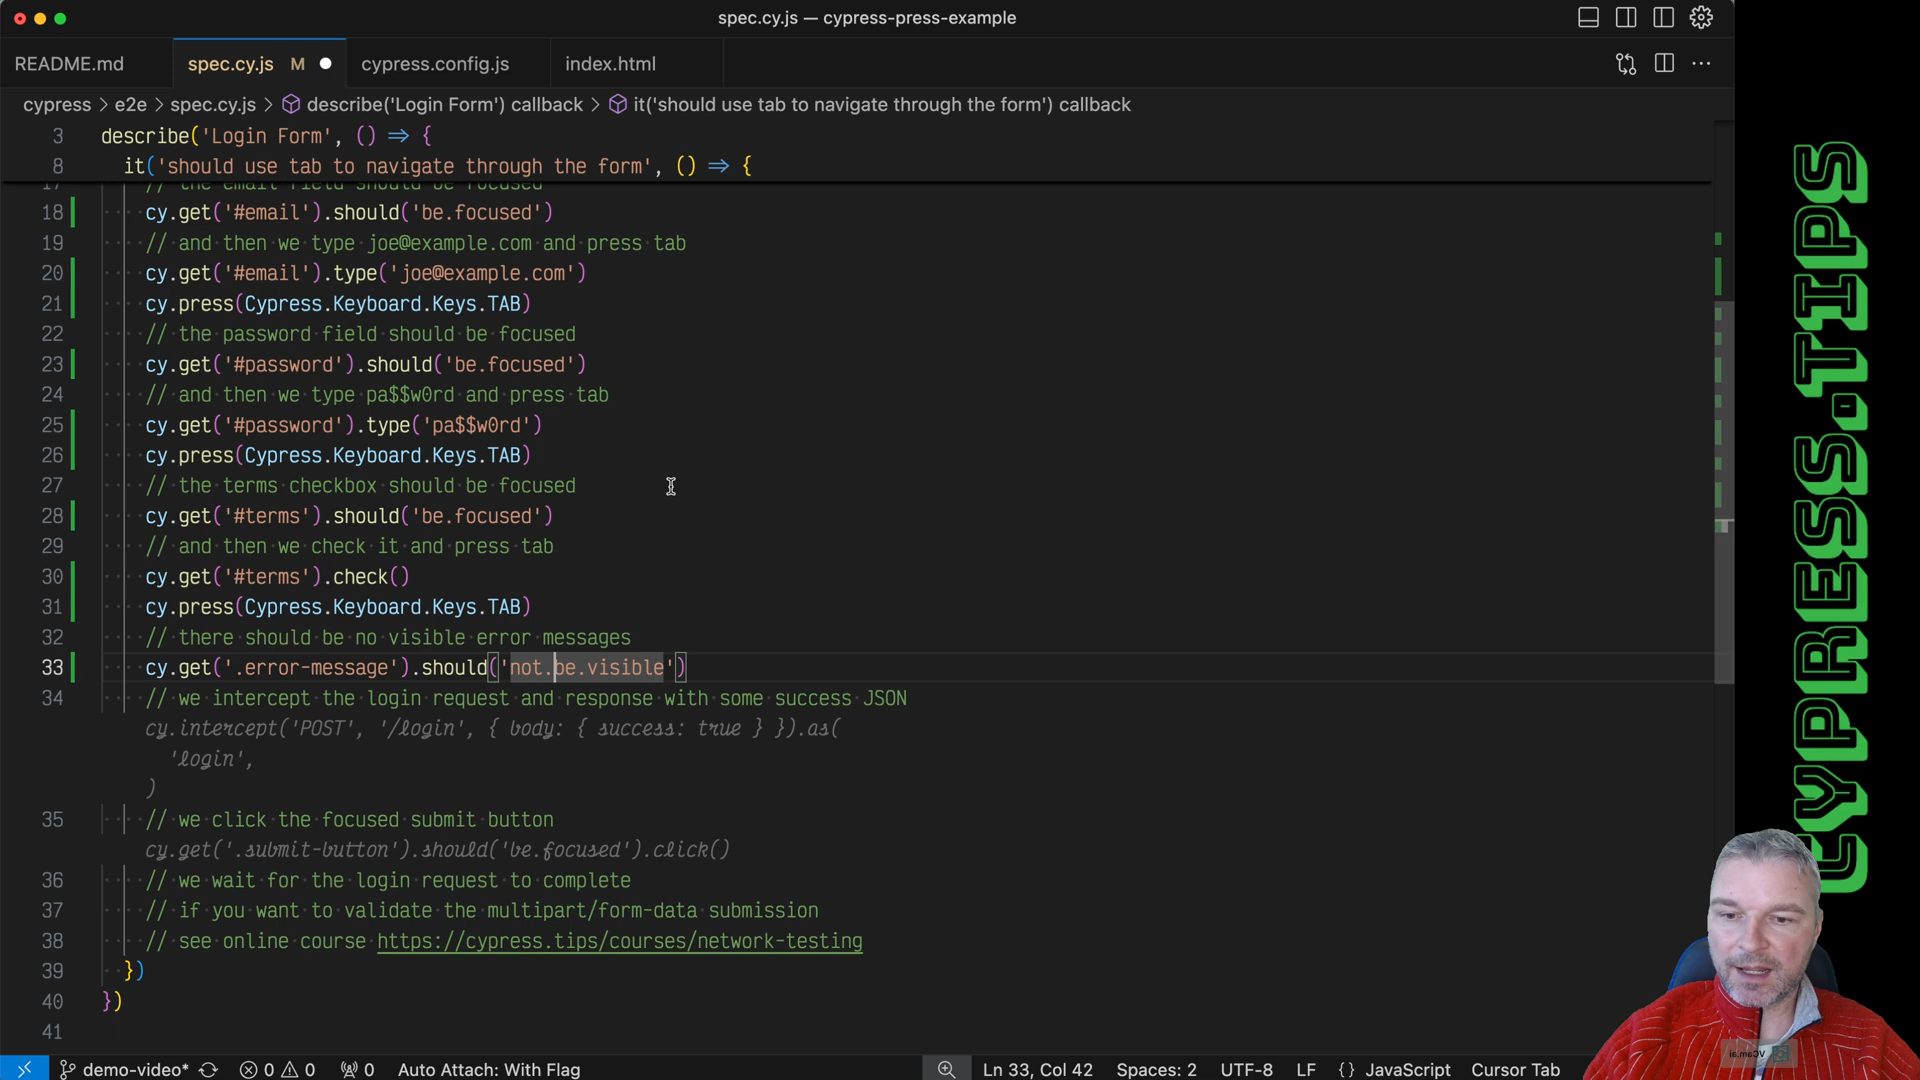 spec.cy.js — cypress-press-example
README.md
spec.cy.js M
cypress.config.js
index.html
cypress > e2e > spec.cy.js > describe('Login Form') callback > it('should use tab to navigate through the form') callback
3 describe('Login Form', () => {
8 it('should use tab to navigate through the form', () => {
17 // the email field should be focused
18 cy.get('#email').should('be.focused')
19 // and then we type joe@example.com and press tab
20 cy.get('#email').type('joe@example.com')
21 cy.press(Cypress.Keyboard.Keys.TAB)
22 // the password field should be focused
23 cy.get('#password').should('be.focused')
24 // and then we type pa$$w0rd and press tab
25 cy.get('#password').type('pa$$w0rd')
26 cy.press(Cypress.Keyboard.Keys.TAB)
27 // the terms checkbox should be focused
28 cy.get('#terms').should('be.focused')
29 // and then we check it and press tab
30 cy.get('#terms').check()
31 cy.press(Cypress.Keyboard.Keys.TAB)
32 // there should be no visible error messages
33 cy.get('.error-message').should('not.be.visible')
34 // we intercept the login request and response with some success JSON
cy.intercept('POST', '/login', { body: { success: true } }).as(
'login',
)
35 // we click the focused submit button
cy.get('.submit-button').should('be.focused').click()
36 // we wait for the login request to complete
37 // if you want to validate the multipart/form-data submission
38 // see online course https://cypress.tips/courses/network-testing
39 })
40 })
41
demo-video* 0 0 0 Auto Attach: With Flag Ln 33, Col 42 Spaces: 2 UTF-8 LF {} JavaScript Cursor Tab
CYPRESS.TIPS
VCam.ai